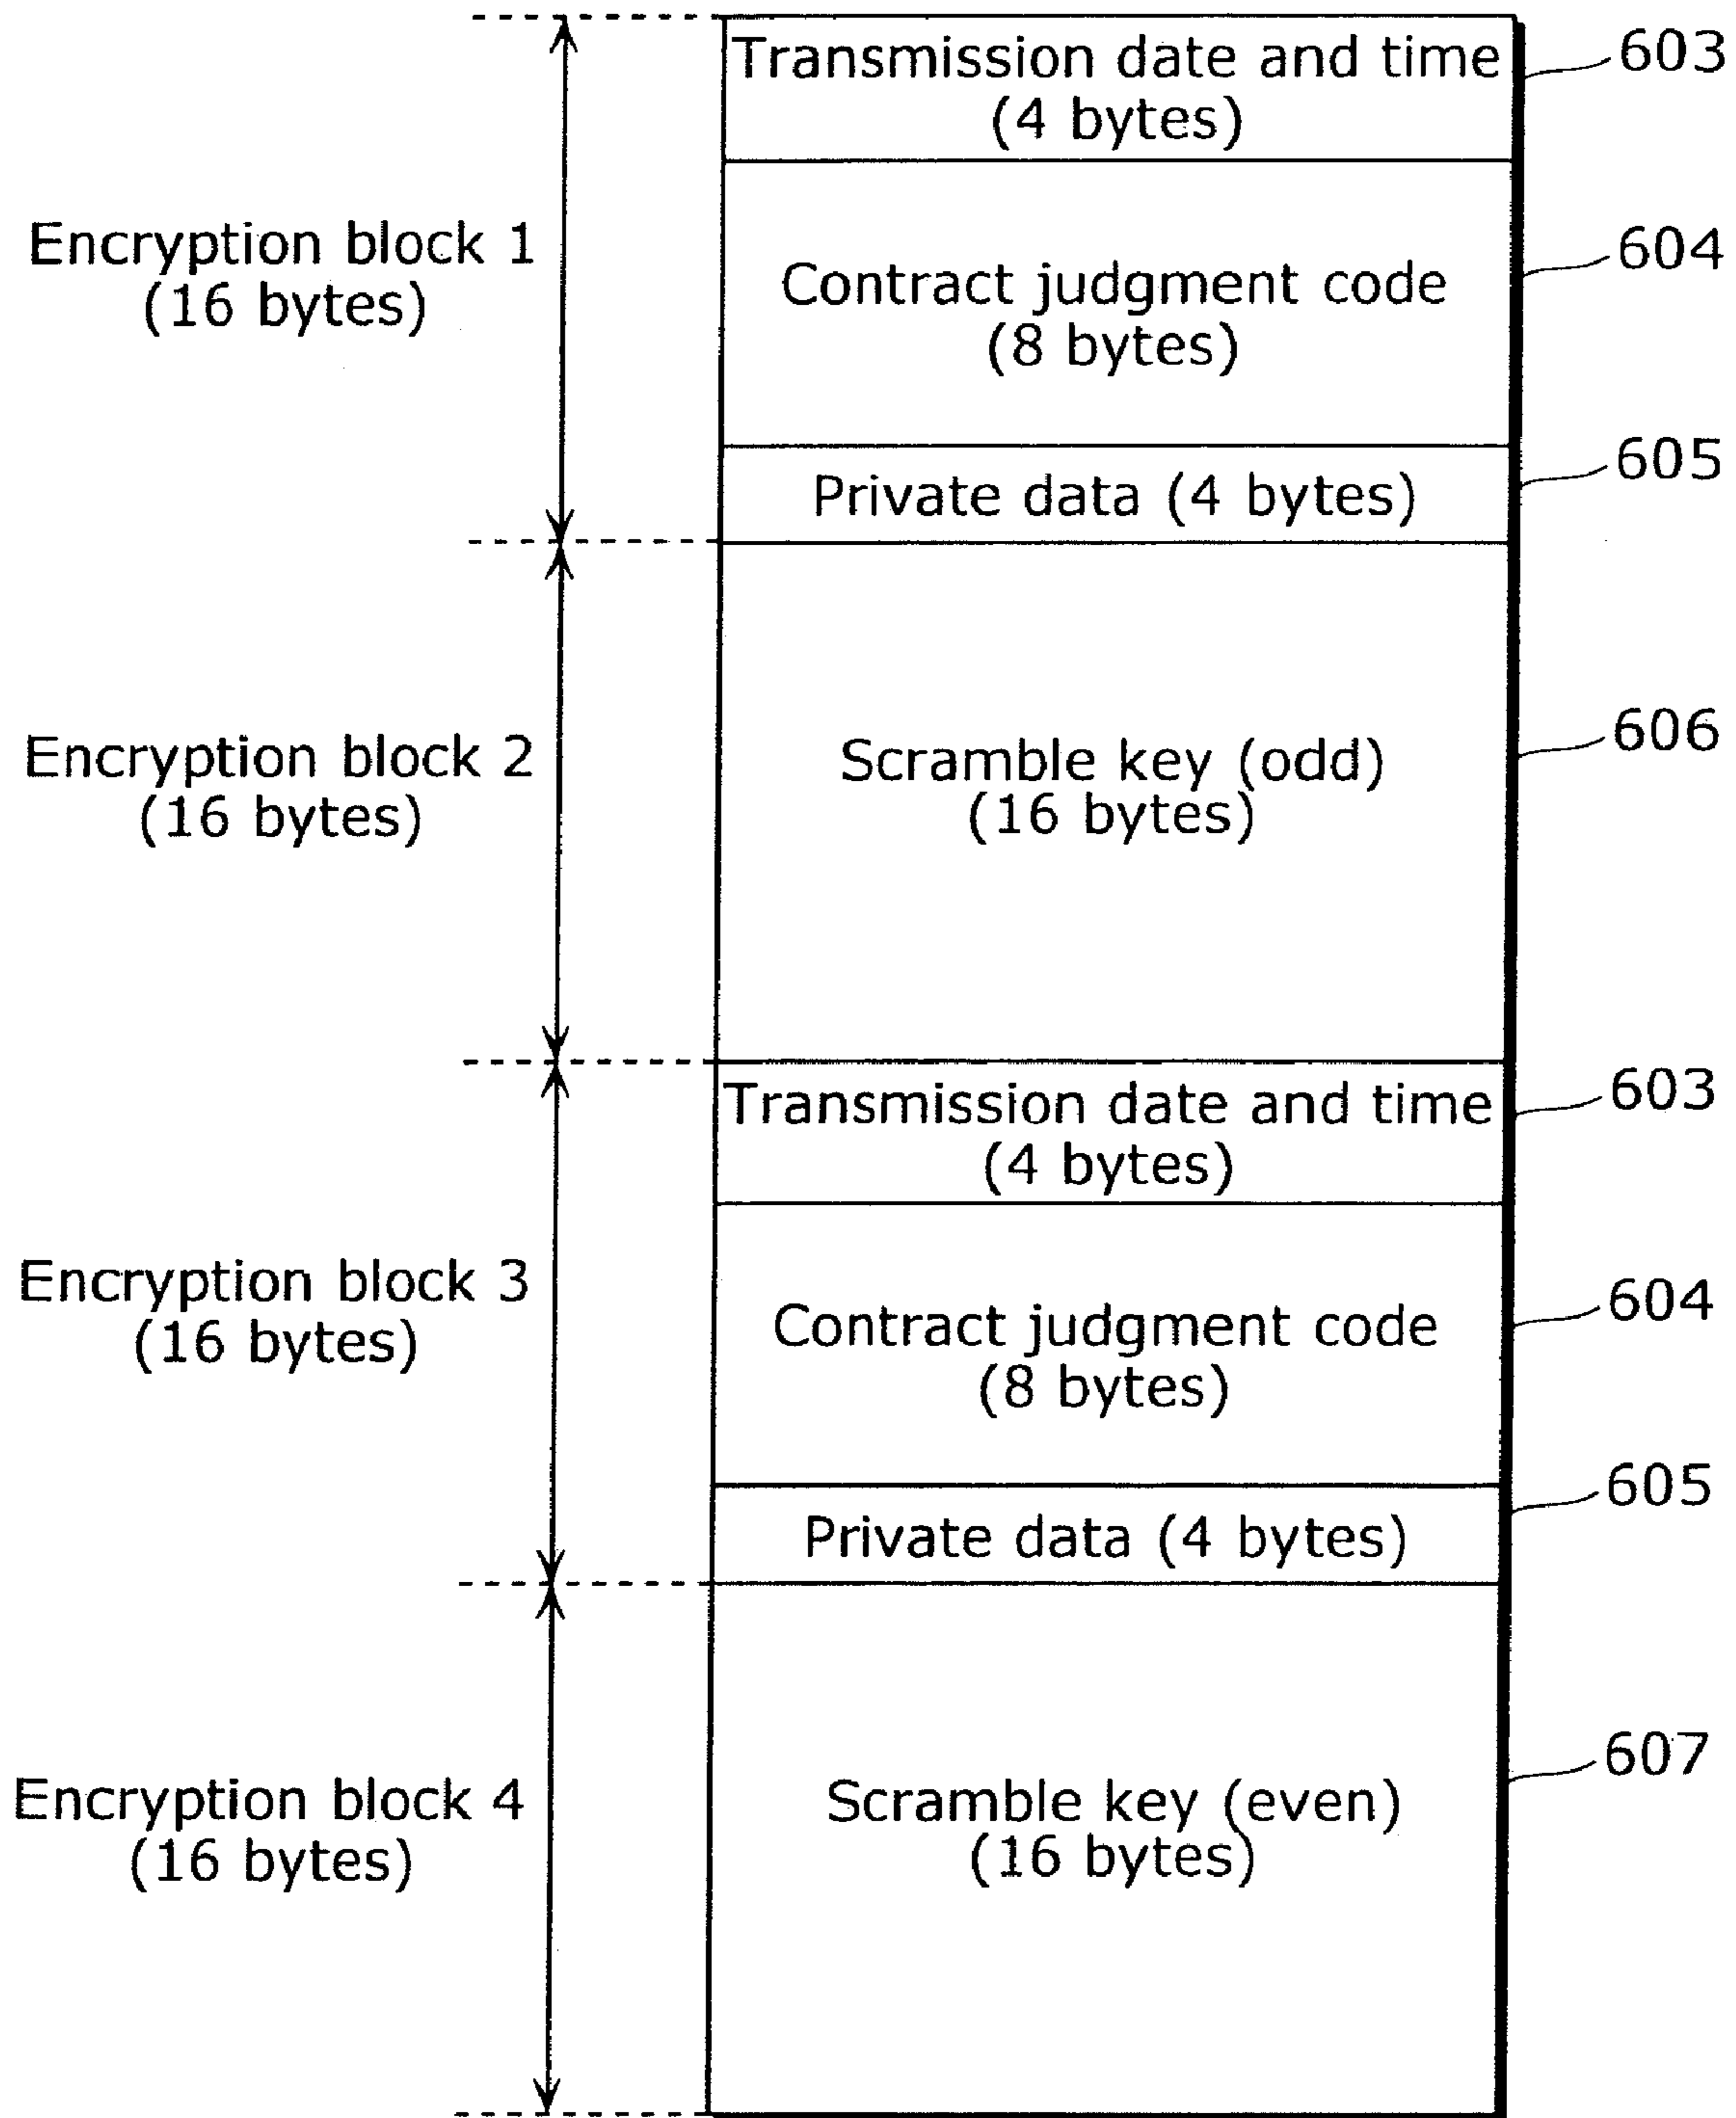 Transmission date and time
(4 bytes)
603
Encryption block 1
(16 bytes)
Contract judgment code
(8 bytes)
604
Private data (4 bytes)
605
Encryption block 2
(16 bytes)
Scramble key (odd)
(16 bytes)
606
Transmission date and time
(4 bytes)
603
Encryption block 3
(16 bytes)
Contract judgment code
(8 bytes)
604
Private data (4 bytes)
605
Encryption block 4
(16 bytes)
Scramble key (even)
(16 bytes)
607